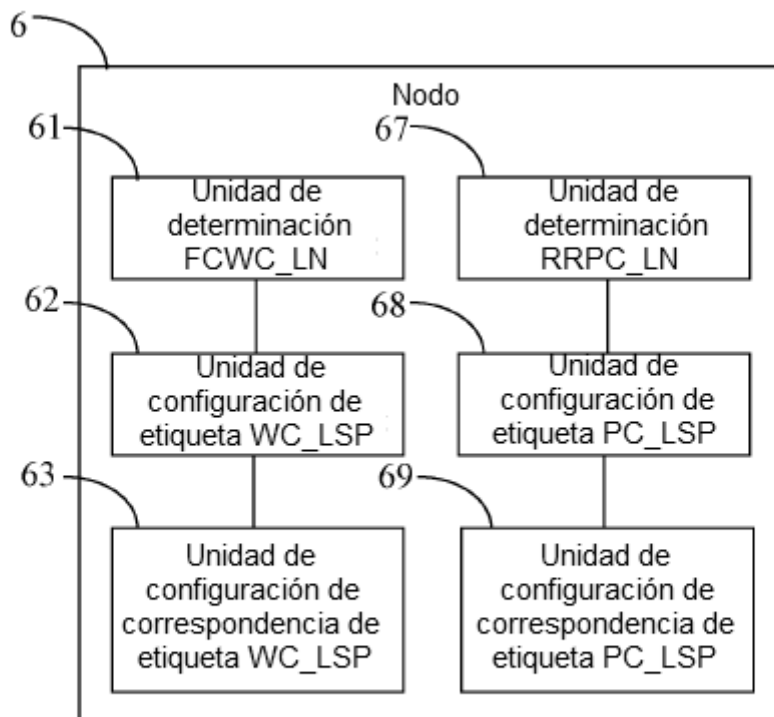 6
Nodo
61
Unidad de
determinación
FCWC_LN
67
Unidad de
determinación
RRPC_LN
62
Unidad de
configuración de
etiqueta WC_LSP
68
Unidad de
configuración de
etiqueta PC_LSP
63
Unidad de
configuración de
correspondencia de
etiqueta WC_LSP
69
Unidad de
configuración de
correspondencia de
etiqueta PC_LSP